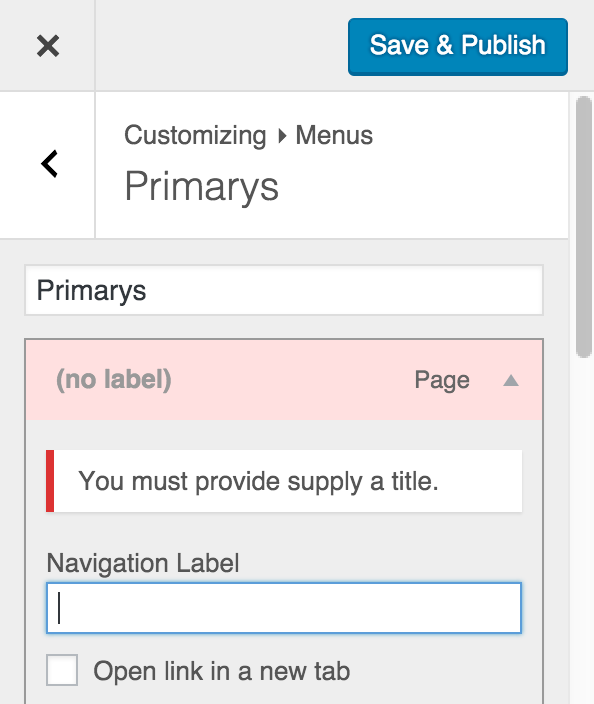 Save & Publish
Customizing ▸ Menus
Primarys
Primarys
(no label) Page
You must provide supply a title.
Navigation Label
Open link in a new tab